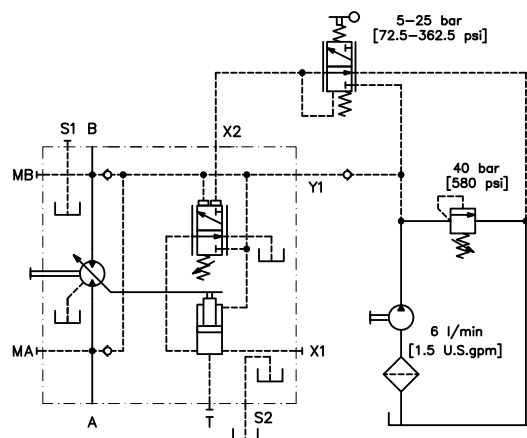 5-25 bar
[72.5-362.5 psi]
S1 B
X2
MB
Y1
40 bar
[580 psi]
6 l/min
[1.5 U.S.gpm]
MA
X1
A
T
S2